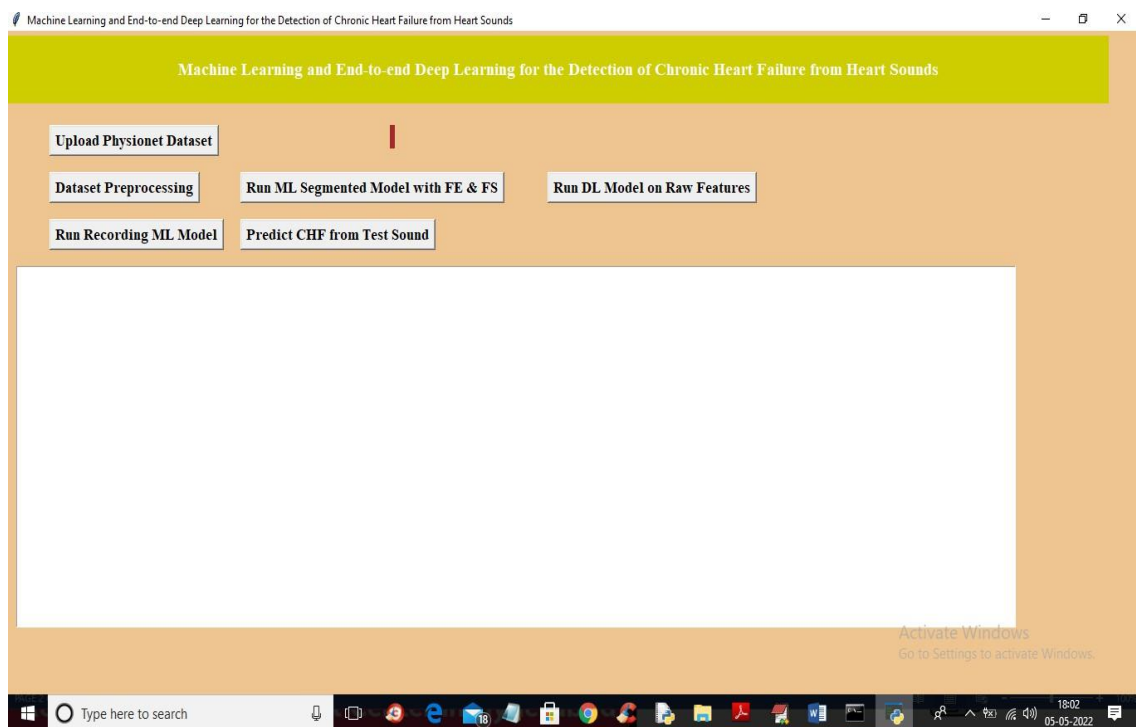 Machine Learning and End-to-end Deep Learning for the Detection of Chronic Heart Failure from Heart Sounds
Machine Learning and End-to-end Deep Learning for the Detection of Chronic Heart Failure from Heart Sounds
Upload Physionet Dataset
Dataset Preprocessing
Run ML Segmented Model with FE & FS
Run DL Model on Raw Features
Run Recording ML Model
Predict CHF from Test Sound
Activate Windows
Go to Settings to activate Windows.
Type here to search
18
18:02
05-05-2022